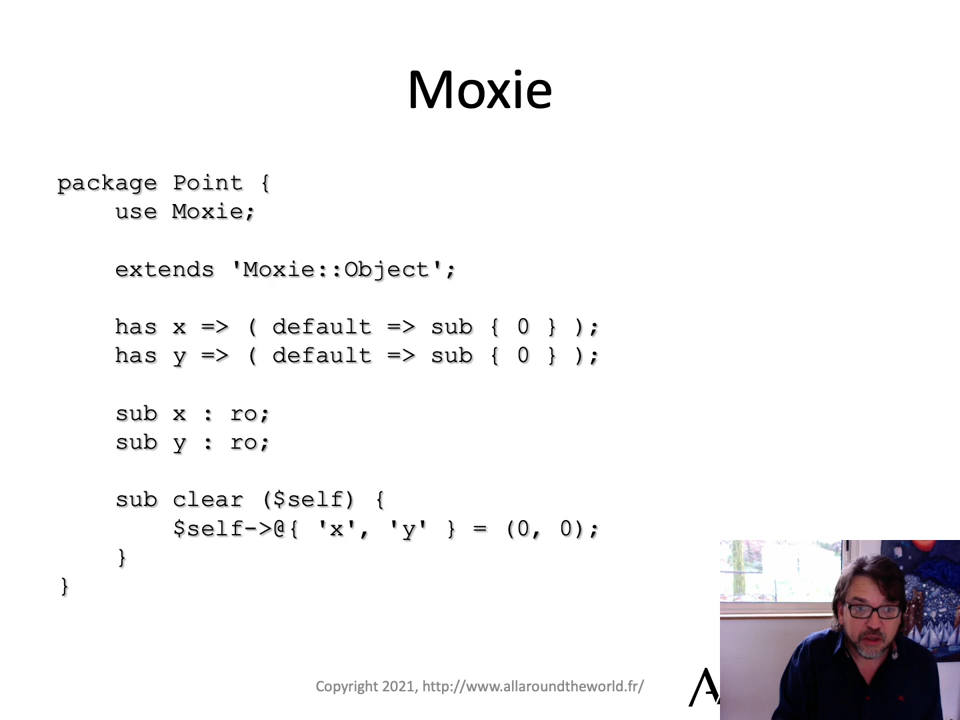 Moxie
package Point {
    use Moxie;
    extends 'Moxie::Object';
    has x => ( default => sub { 0 } );
    has y => ( default => sub { 0 } );
    sub x : ro;
    sub y : ro;
    sub clear ($self) {
        $self->@{ 'x', 'y' } = (0, 0);
    }
}
Copyright 2021, http://www.allaroundtheworld.fr/